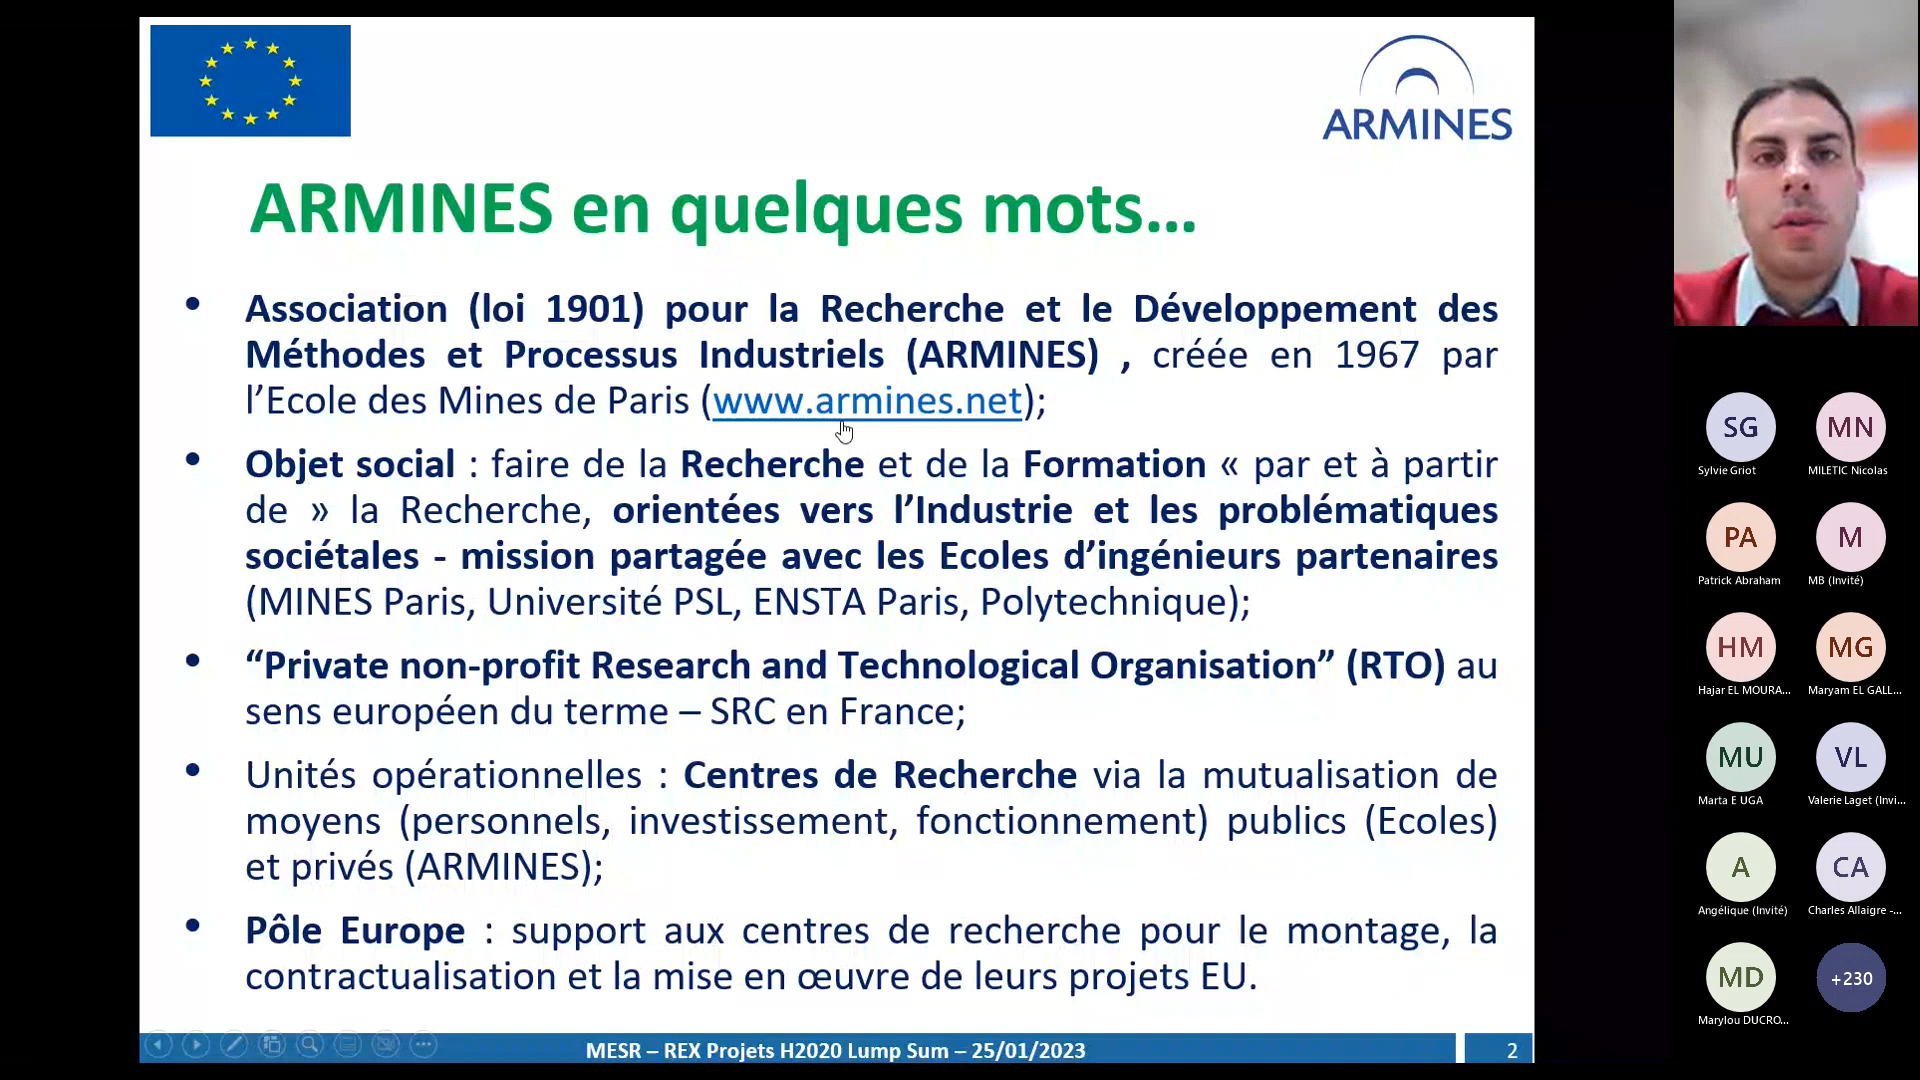 ARMINES
ARMINES en quelques mots...
• Association (loi 1901) pour la Recherche et le Développement des
Méthodes et Processus Industriels (ARMINES) , créée en 1967 par
l’Ecole des Mines de Paris (www.armines.net);
• Objet social : faire de la Recherche et de la Formation « par et à partir
de » la Recherche, orientées vers l’Industrie et les problématiques
sociétales - mission partagée avec les Ecoles d’ingénieurs partenaires
(MINES Paris, Université PSL, ENSTA Paris, Polytechnique);
• “Private non-profit Research and Technological Organisation” (RTO) au
sens européen du terme – SRC en France;
• Unités opérationnelles : Centres de Recherche via la mutualisation de
moyens (personnels, investissement, fonctionnement) publics (Ecoles)
et privés (ARMINES);
• Pôle Europe : support aux centres de recherche pour le montage, la
contractualisation et la mise en œuvre de leurs projets EU.
MESR – REX Projets H2020 Lump Sum – 25/01/2023
2
SG
Sylvie Griot
MN
MILETIC Nicolas
PA
Patrick Abraham
M
MB (Invité)
HM
Hajar EL MOURA...
MG
Maryam EL GALL...
MU
Marta E UGA
VL
Valerie Laget (Invi...
A
Angélique (Invité)
CA
Charles Allaigre -...
MD
Marylou DUCRO...
+230